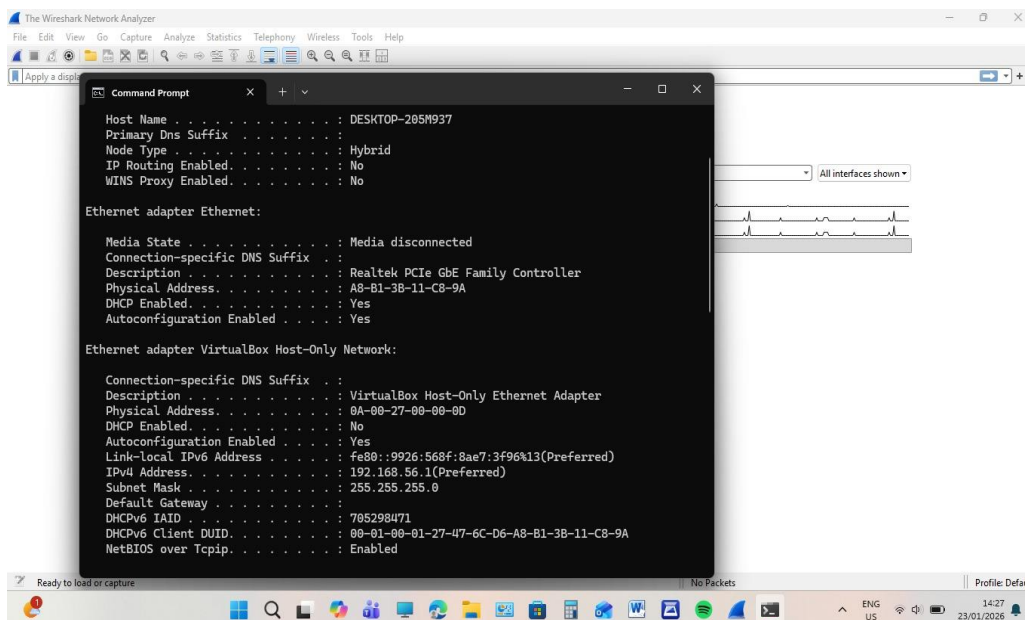 The Wireshark Network Analyzer
File Edit View Go Capture Analyze Statistics Telephony Wireless Tools Help
Apply a displa
Command Prompt
Host Name . . . . . . . . . . . . : DESKTOP-205M937
Primary Dns Suffix . . . . . . . :
Node Type . . . . . . . . . . . . : Hybrid
IP Routing Enabled. . . . . . . . : No
WINS Proxy Enabled. . . . . . . . : No
All interfaces shown
Ethernet adapter Ethernet:
Media State . . . . . . . . . . . : Media disconnected
Connection-specific DNS Suffix . :
Description . . . . . . . . . . . : Realtek PCIe GbE Family Controller
Physical Address. . . . . . . . . : A8-B1-3B-11-C8-9A
DHCP Enabled. . . . . . . . . . . : Yes
Autoconfiguration Enabled . . . . : Yes
Ethernet adapter VirtualBox Host-Only Network:
Connection-specific DNS Suffix . :
Description . . . . . . . . . . . : VirtualBox Host-Only Ethernet Adapter
Physical Address. . . . . . . . . : 0A-00-27-00-00-0D
DHCP Enabled. . . . . . . . . . . : No
Autoconfiguration Enabled . . . . : Yes
Link-local IPv6 Address . . . . . : fe80::9926:568f:8ae7:3f96%13(Preferred)
IPv4 Address. . . . . . . . . . . : 192.168.56.1(Preferred)
Subnet Mask . . . . . . . . . . . : 255.255.255.0
Default Gateway . . . . . . . . . :
DHCPv6 IAID . . . . . . . . . . . : 705298471
DHCPv6 Client DUID. . . . . . . . : 00-01-00-01-27-47-6C-D6-A8-B1-3B-11-C8-9A
NetBIOS over Tcpip. . . . . . . . : Enabled
Ready to load or capture
No Packets
Profile: Defau
1
ENG
US
14:27
23/01/2026